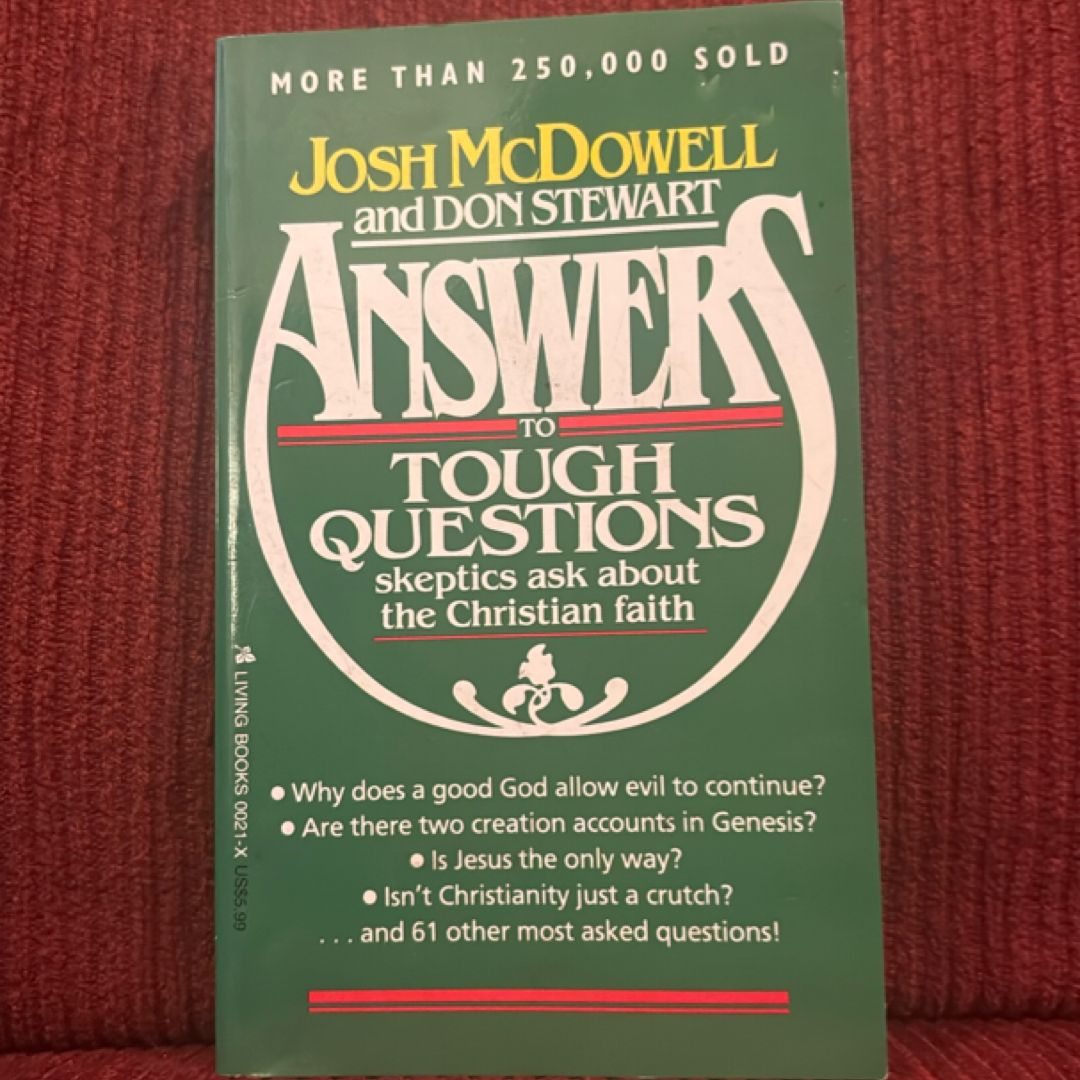 MORE THAN 250,000 SOLD
JOSH McDOWELL
and DON STEWART
ANSWERS
TO
TOUGH
QUESTIONS
skeptics ask about
the Christian faith
LIVING BOOKS 0021-X US$5.99
• Why does a good God allow evil to continue?
• Are there two creation accounts in Genesis?
• Is Jesus the only way?
• Isn't Christianity just a crutch?
. . . and 61 other most asked questions!